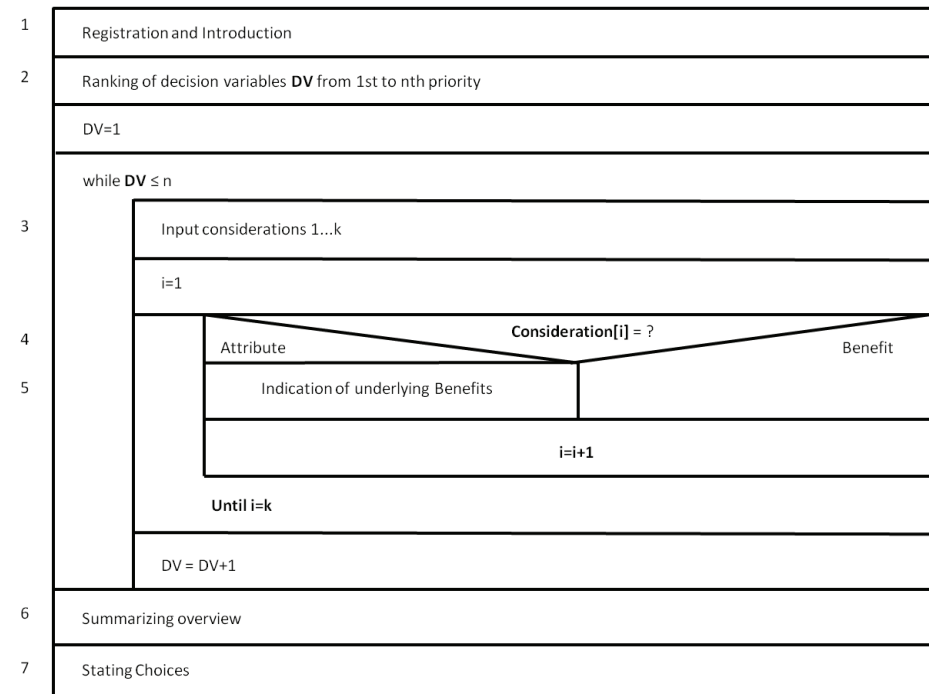 1 Registration and Introduction
2 Ranking of decision variables DV from 1st to nth priority
DV=1
while DV ≤ n
3 Input considerations 1...k
i=1
Consideration[i] = ?
4 Attribute Benefit
5 Indication of underlying Benefits
i=i+1
Until i=k
DV = DV+1
6 Summarizing overview
7 Stating Choices